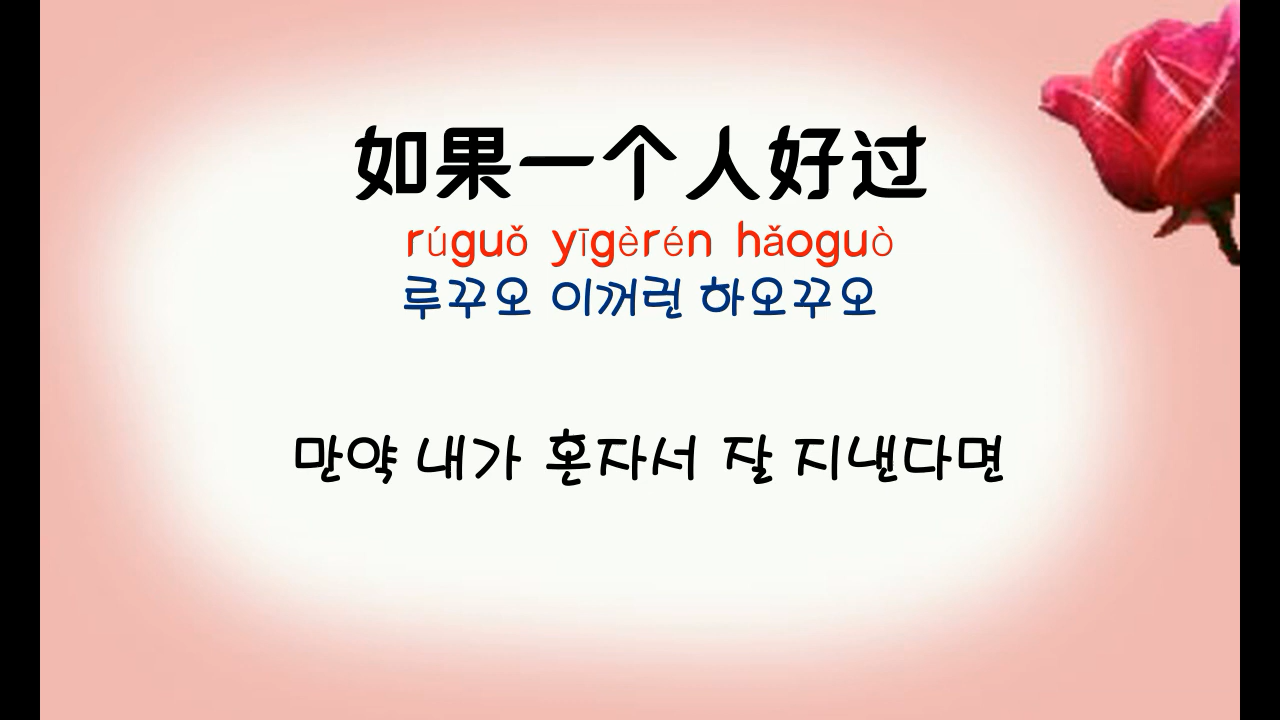 如果一个人好过
rúguǒ yīgèrén hǎoguò
루꾸오 이꺼런 하오꾸오
만약 내가 혼자서 잘 지낸다면